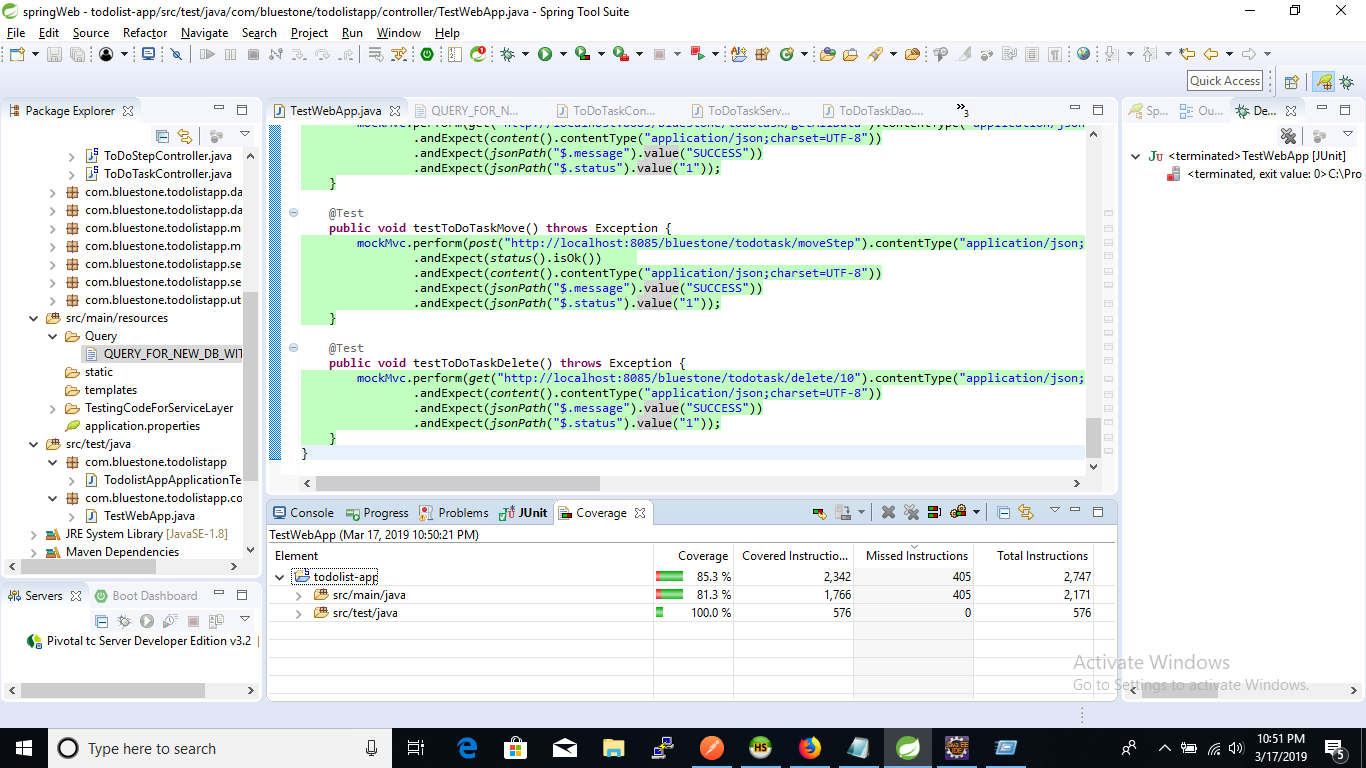 springWeb - todolist-app/src/test/java/com/bluestone/todolistapp/controller/TestWebApp.java - Spring Tool Suite
File Edit Source Refactor Navigate Search Project Run Window Help
Quick Access
Package Explorer
ToDoStepController.java
ToDoTaskController.java
com.bluestone.todolistapp.da
com.bluestone.todolistapp.da
com.bluestone.todolistapp.m
com.bluestone.todolistapp.m
com.bluestone.todolistapp.se
com.bluestone.todolistapp.se
com.bluestone.todolistapp.ut
src/main/resources
Query
QUERY_FOR_NEW_DB_WIT
static
templates
TestingCodeForServiceLayer
application.properties
src/test/java
com.bluestone.todolistapp
TodolistAppApplicationTe
com.bluestone.todolistapp.co
TestWebApp.java
JRE System Library [JavaSE-1.8]
Maven Dependencies
Servers Boot Dashboard
Pivotal tc Server Developer Edition v3.2
TestWebApp.java QUERY_FOR_N... ToDoTaskCon... ToDoTaskServ... ToDoTaskDao.... »3
.andExpect(content().contentType("application/json;charset=UTF-8"))
.andExpect(jsonPath("$.message").value("SUCCESS"))
.andExpect(jsonPath("$.status").value("1"));
}
@Test
public void testToDoTaskMove() throws Exception {
mockMvc.perform(post("http://localhost:8085/bluestone/todotask/moveStep").contentType("application/json;
.andExpect(status().isOk())
.andExpect(content().contentType("application/json;charset=UTF-8"))
.andExpect(jsonPath("$.message").value("SUCCESS"))
.andExpect(jsonPath("$.status").value("1"));
}
@Test
public void testToDoTaskDelete() throws Exception {
mockMvc.perform(get("http://localhost:8085/bluestone/todotask/delete/10").contentType("application/json;
.andExpect(content().contentType("application/json;charset=UTF-8"))
.andExpect(jsonPath("$.message").value("SUCCESS"))
.andExpect(jsonPath("$.status").value("1"));
}
}
Sp... Ou... De...
<terminated>TestWebApp [JUnit]
<terminated, exit value: 0>C:\Pro
Console Progress Problems JUnit Coverage
TestWebApp (Mar 17, 2019 10:50:21 PM)
Element Coverage Covered Instructio... Missed Instructions Total Instructions
todolist-app 85.3 % 2,342 405 2,747
src/main/java 81.3 % 1,766 405 2,171
src/test/java 100.0 % 576 0 576
Activate Windows
Go to Settings to activate Windows.
Type here to search
HS
10:51 PM
3/17/2019
5